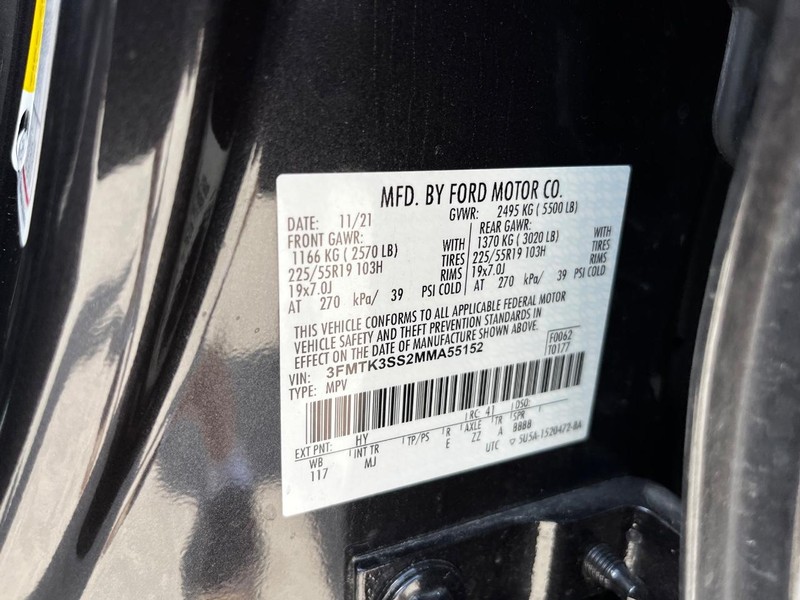 MFD. BY FORD MOTOR CO.
DATE: 11/21 GVWR: 2495 KG ( 5500 LB)
FRONT GAWR: REAR GAWR:
1166 KG ( 2570 LB) WITH 1370 KG ( 3020 LB) WITH
225/55R19 103H TIRES 225/55R19 103H TIRES
19x7.0J RIMS 19x7.0J RIMS
AT 270 kPa/ 39 PSI COLD AT 270 kPa/ 39 PSI COLD
THIS VEHICLE CONFORMS TO ALL APPLICABLE FEDERAL MOTOR
VEHICLE SAFETY AND THEFT PREVENTION STANDARDS IN
EFFECT ON THE DATE OF MANUFACTURE SHOWN ABOVE.
VIN: 3FMTK3SS2MMA55152 F0062
TYPE: MPV T0177
RC: 41 DSO:
EXT PNT: HY TP/PS R AXLE TR SPR
WB INT TR E ZZ A BBBB
117 MJ UTC 5U5A-1520472-BA